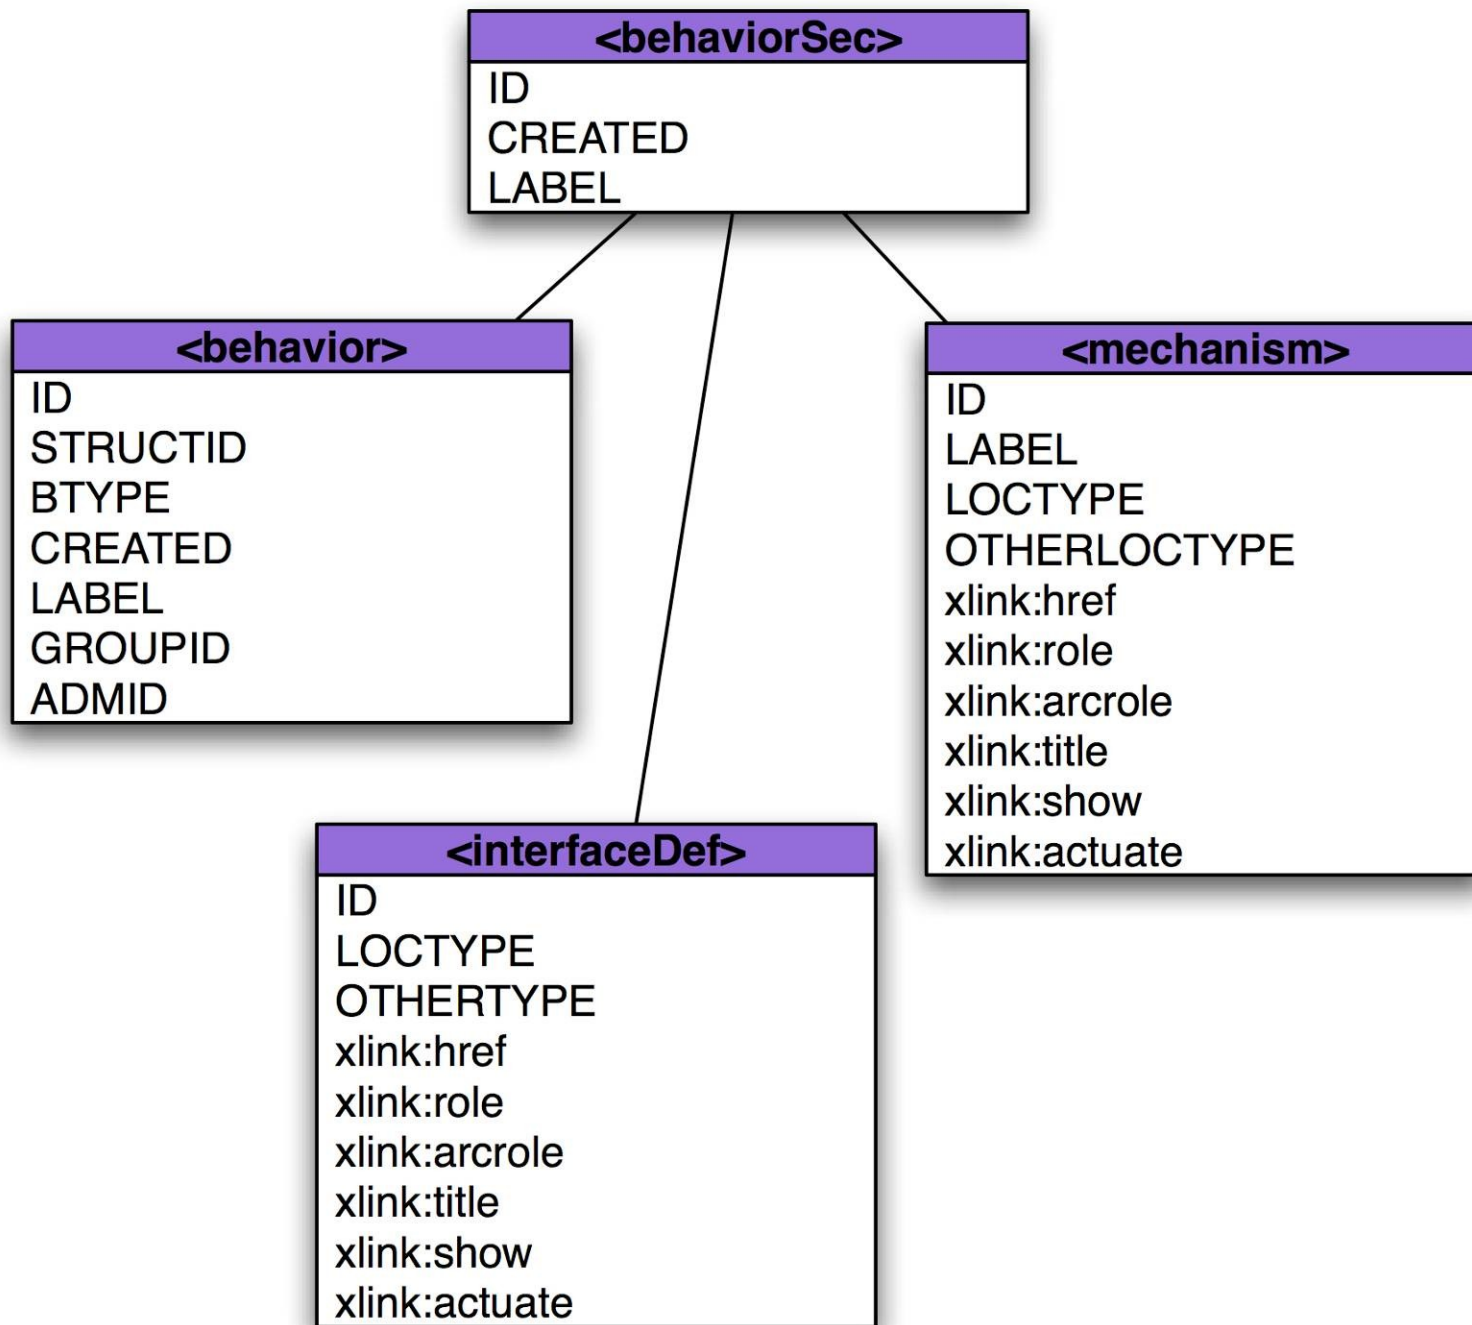 <behaviorSec>
ID
CREATED
LABEL
<behavior>
ID
STRUCTID
BTYPE
CREATED
LABEL
GROUPID
ADMID
<mechanism>
ID
LABEL
LOCTYPE
OTHERLOCTYPE
xlink:href
xlink:role
xlink:arcrole
xlink:title
xlink:show
xlink:actuate
<interfaceDef>
ID
LOCTYPE
OTHERTYPE
xlink:href
xlink:role
xlink:arcrole
xlink:title
xlink:show
xlink:actuate